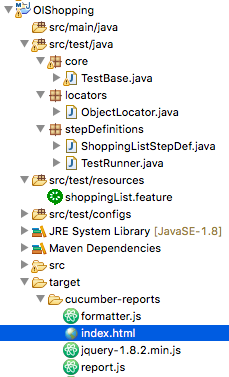 OIShopping
src/main/java
src/test/java
core
TestBase.java
locators
ObjectLocator.java
stepDefinitions
ShoppingListStepDef.java
TestRunner.java
src/test/resources
shoppingList.feature
src/test/configs
JRE System Library [JavaSE-1.8]
Maven Dependencies
src
target
cucumber-reports
formatter.js
index.html
jquery-1.8.2.min.js
report.js